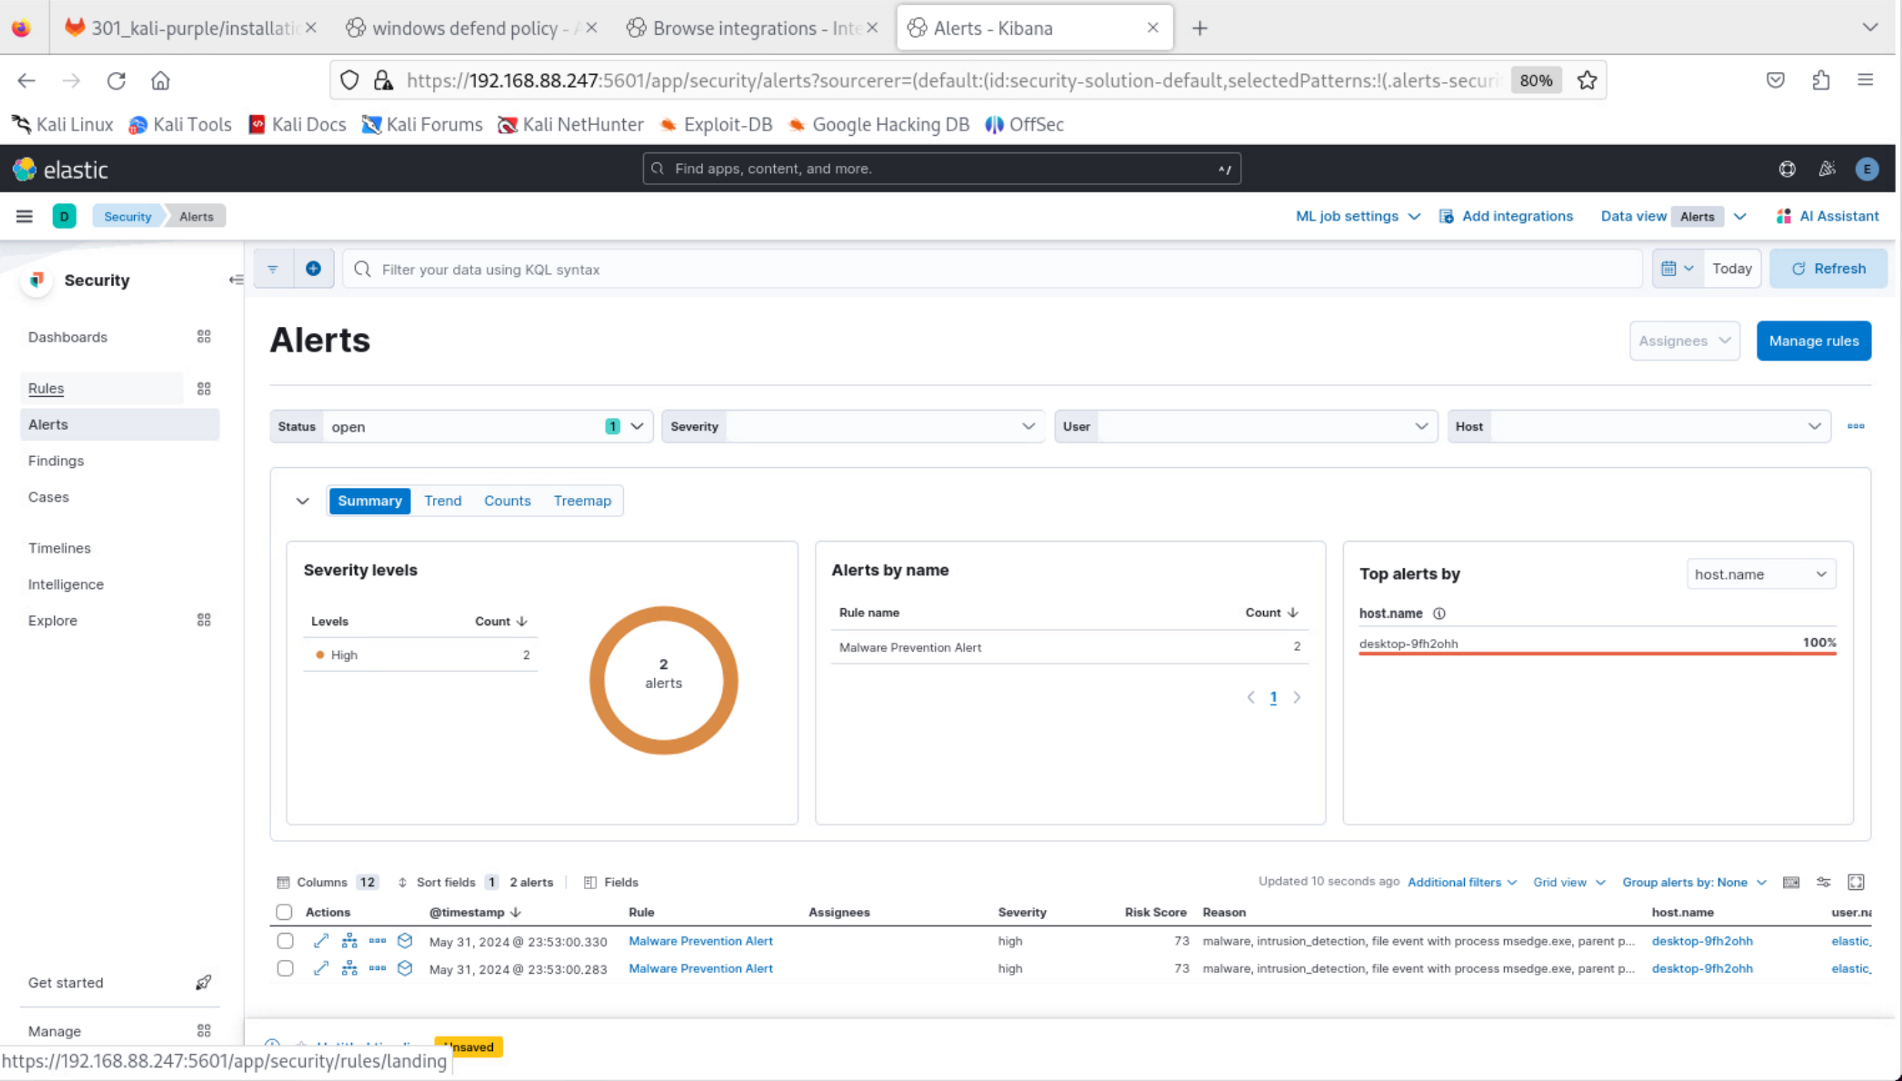 301_kali-purple/installati
windows defend policy - A
Browse integrations - Inte
Alerts - Kibana
https://192.168.88.247:5601/app/security/alerts?sourcerer=(default:(id:security-solution-default,selectedPatterns:!(.alerts-securi
80%
Kali Linux Kali Tools Kali Docs Kali Forums Kali NetHunter Exploit-DB Google Hacking DB OffSec
elastic
Find apps, content, and more.
^/
E
D
Security Alerts
ML job settings Add integrations Data view Alerts AI Assistant
Security
Filter your data using KQL syntax
Today
Refresh
Dashboards
Rules
Alerts
Findings
Cases
Timelines
Intelligence
Explore
Get started
Manage
Alerts
Assignees
Manage rules
Status open 1
Severity
User
Host
Summary Trend Counts Treemap
Severity levels
Levels Count
High 2
2
alerts
Alerts by name
Rule name Count
Malware Prevention Alert 2
1
Top alerts by
host.name
host.name
desktop-9fh2ohh 100%
Columns 12 Sort fields 1 2 alerts Fields
Updated 10 seconds ago Additional filters Grid view Group alerts by: None
Actions @timestamp Rule Assignees Severity Risk Score Reason host.name user.na
May 31, 2024 @ 23:53:00.330 Malware Prevention Alert high 73 malware, intrusion_detection, file event with process msedge.exe, parent p... desktop-9fh2ohh elastic_
May 31, 2024 @ 23:53:00.283 Malware Prevention Alert high 73 malware, intrusion_detection, file event with process msedge.exe, parent p... desktop-9fh2ohh elastic_
nsaved
https://192.168.88.247:5601/app/security/rules/landing